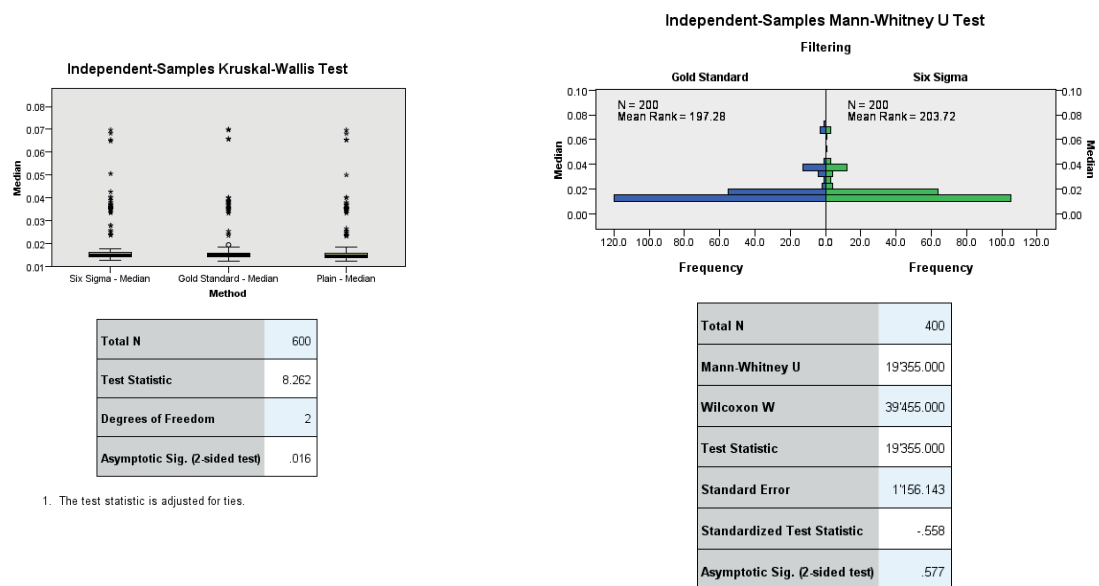 Independent-Samples Kruskal-Wallis Test
Median
0.08
0.07
0.06
0.05
0.04
0.03
0.02
0.01
Six Sigma - Median Gold Standard - Median Plain - Median
Method
Total N 600
Test Statistic 8.262
Degrees of Freedom 2
Asymptotic Sig. (2-sided test) .016
1. The test statistic is adjusted for ties.
Independent-Samples Mann-Whitney U Test
Filtering
Gold Standard Six Sigma
0.10 0.10
N = 200 N = 200
Mean Rank = 197.28 Mean Rank = 203.72
0.08 0.08
0.06 0.06
Median Median
0.04 0.04
0.02 0.02
0.00 0.00
120.0 100.0 80.0 60.0 40.0 20.0 0.0 20.0 40.0 60.0 80.0 100.0 120.0
Frequency Frequency
Total N 400
Mann-Whitney U 19'355.000
Wilcoxon W 39'455.000
Test Statistic 19'355.000
Standard Error 1'156.143
Standardized Test Statistic -.558
Asymptotic Sig. (2-sided test) .577